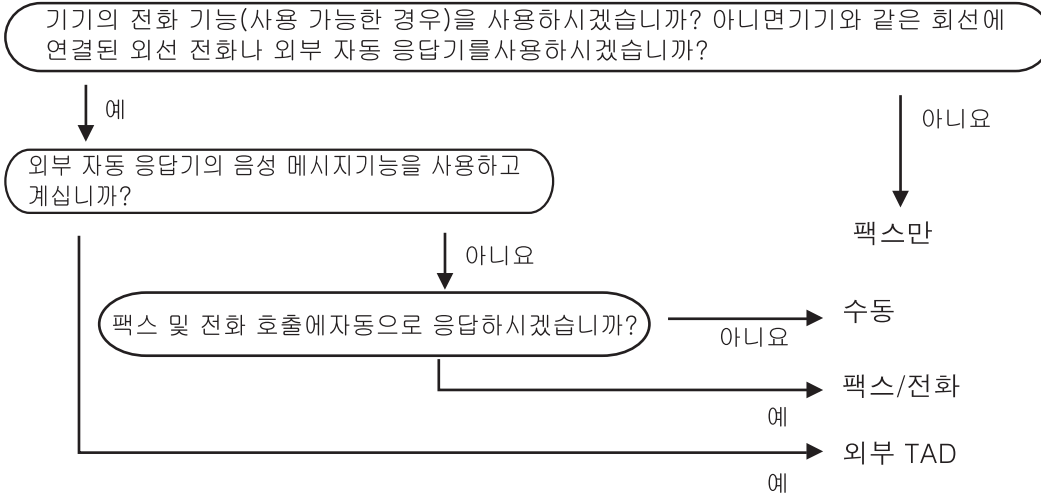 기기의 전화 기능(사용 가능한 경우)을 사용하시겠습니까? 아니면기기와 같은 회선에
연결된 외선 전화나 외부 자동 응답기를사용하시겠습니까?
예
아니요
외부 자동 응답기의 음성 메시지기능을 사용하고
계십니까?
팩스만
아니요
팩스 및 전화 호출에자동으로 응답하시겠습니까?
수동
아니요
팩스/전화
예
외부 TAD
예